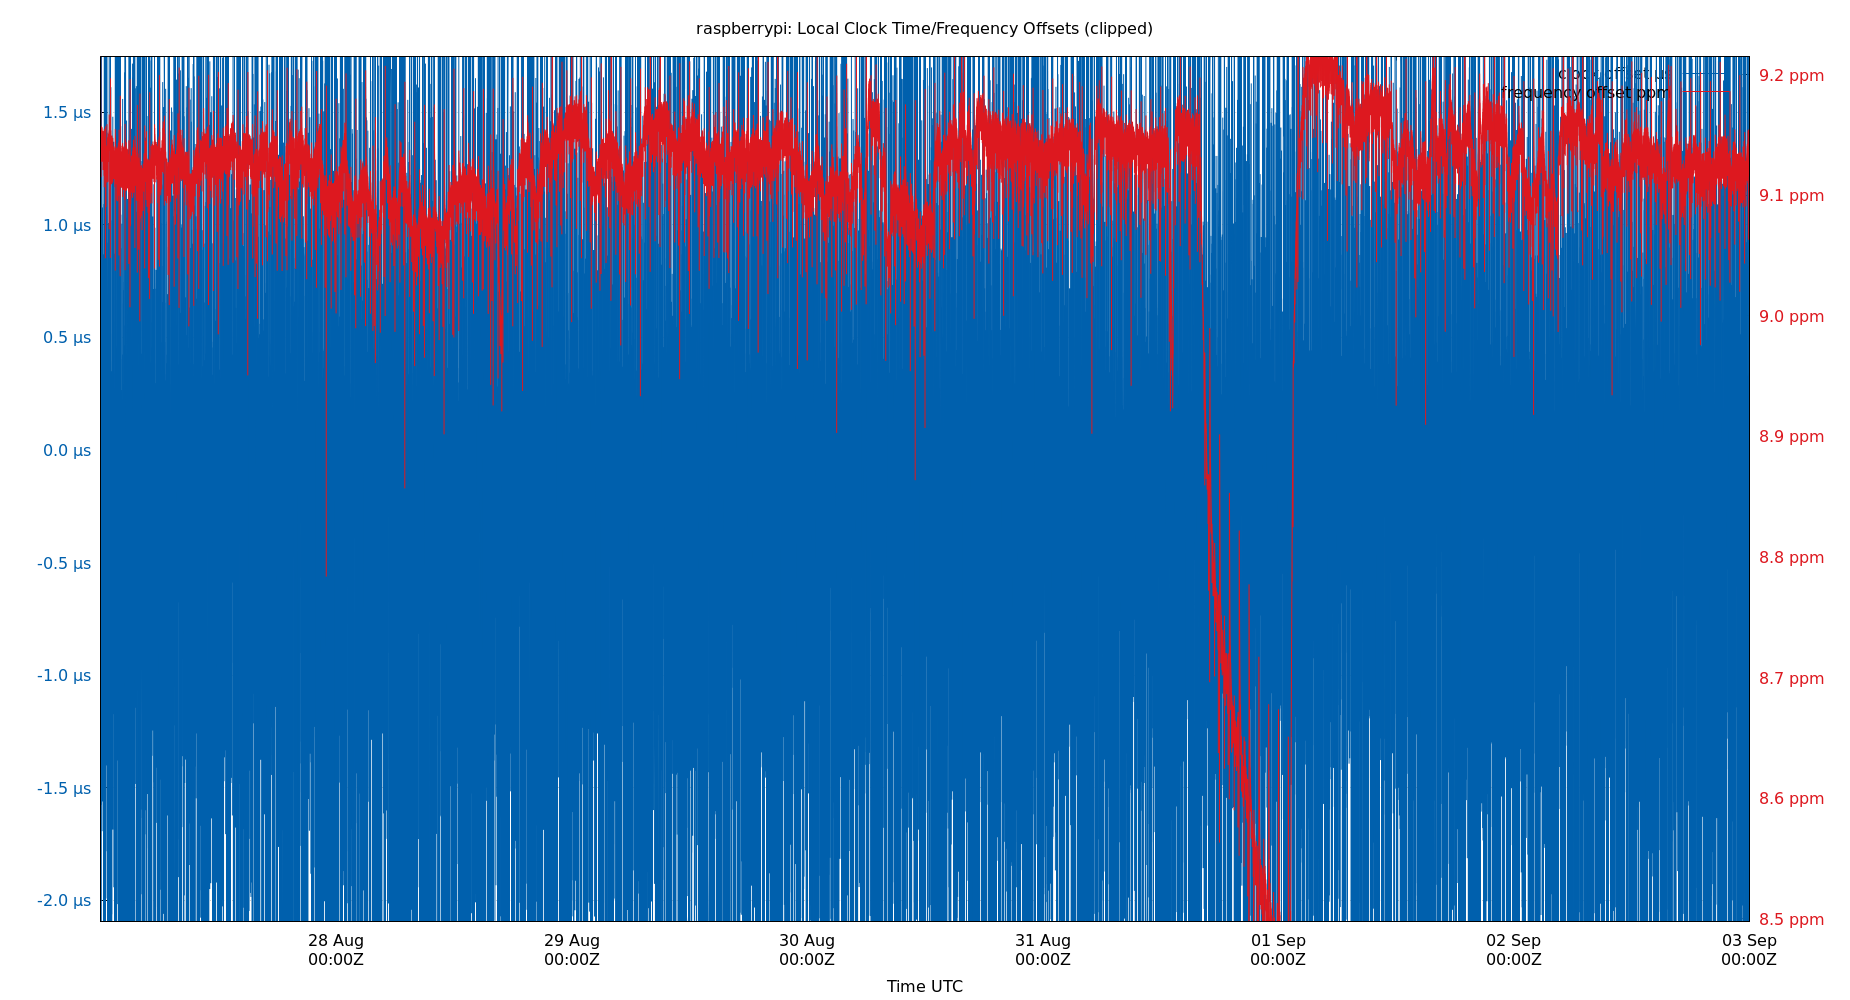 raspberrypi: Local Clock Time/Frequency Offsets (clipped)
clock offset µs
frequency offset ppm
1.5 µs
1.0 µs
0.5 µs
0.0 µs
-0.5 µs
-1.0 µs
-1.5 µs
-2.0 µs
9.2 ppm
9.1 ppm
9.0 ppm
8.9 ppm
8.8 ppm
8.7 ppm
8.6 ppm
8.5 ppm
28 Aug
00:00Z
29 Aug
00:00Z
30 Aug
00:00Z
31 Aug
00:00Z
01 Sep
00:00Z
02 Sep
00:00Z
03 Sep
00:00Z
Time UTC